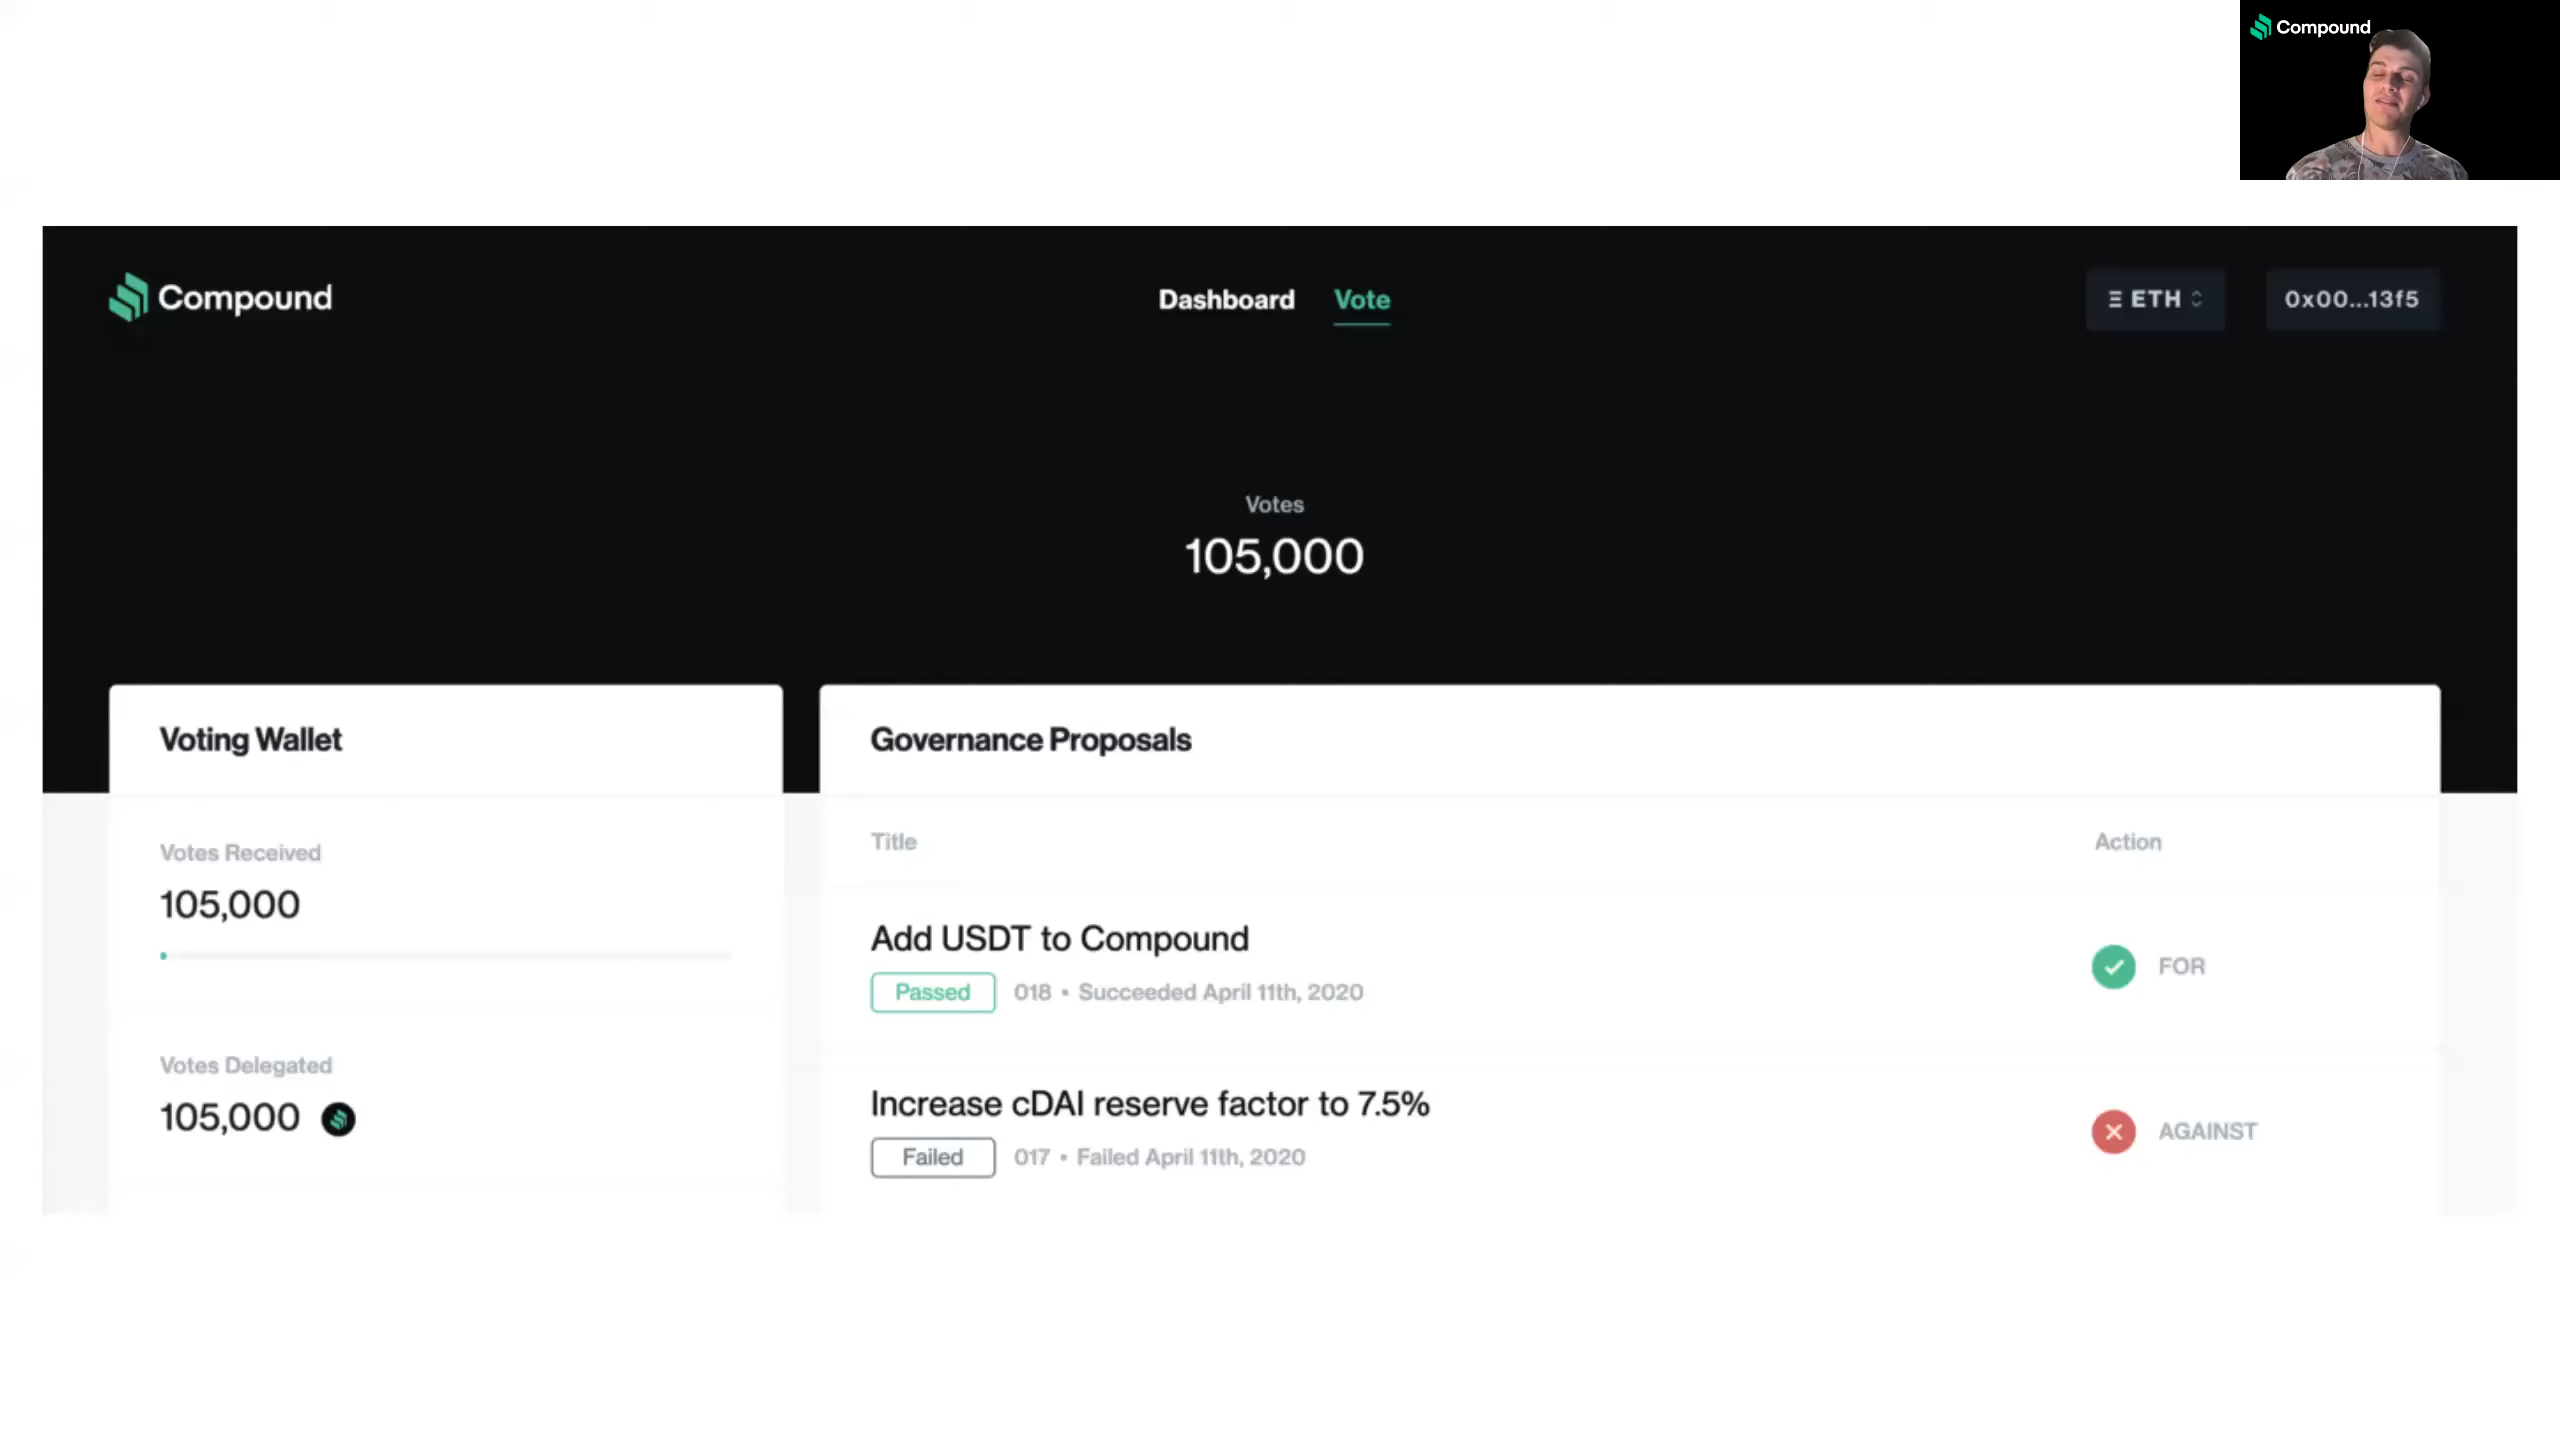 Compound
Compound
Dashboard
Vote
ETH
0x00...13f5
Votes
105,000
Voting Wallet
Votes Received
105,000
Votes Delegated
105,000
Governance Proposals
Title
Action
Add USDT to Compound
Passed
018 • Succeeded April 11th, 2020
FOR
Increase cDAI reserve factor to 7.5%
Failed
017 • Failed April 11th, 2020
AGAINST